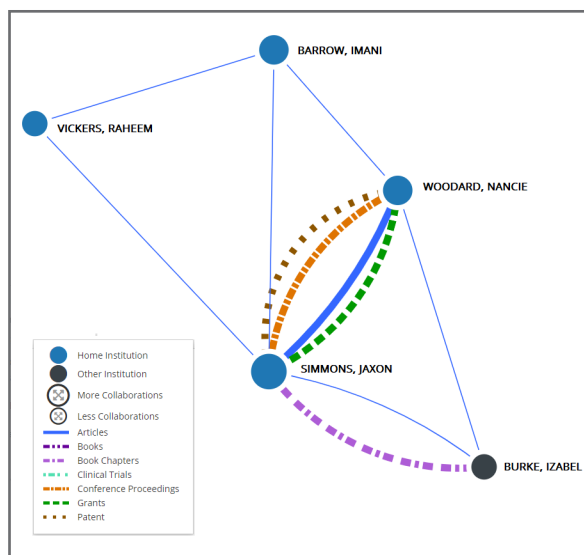 BARROW, IMANI
VICKERS, RAHEEM
WOODARD, NANCIE
SIMMONS, JAXON
BURKE, IZABEL
Home Institution
Other Institution
More Collaborations
Less Collaborations
Articles
Books
Book Chapters
Clinical Trials
Conference Proceedings
Grants
Patent